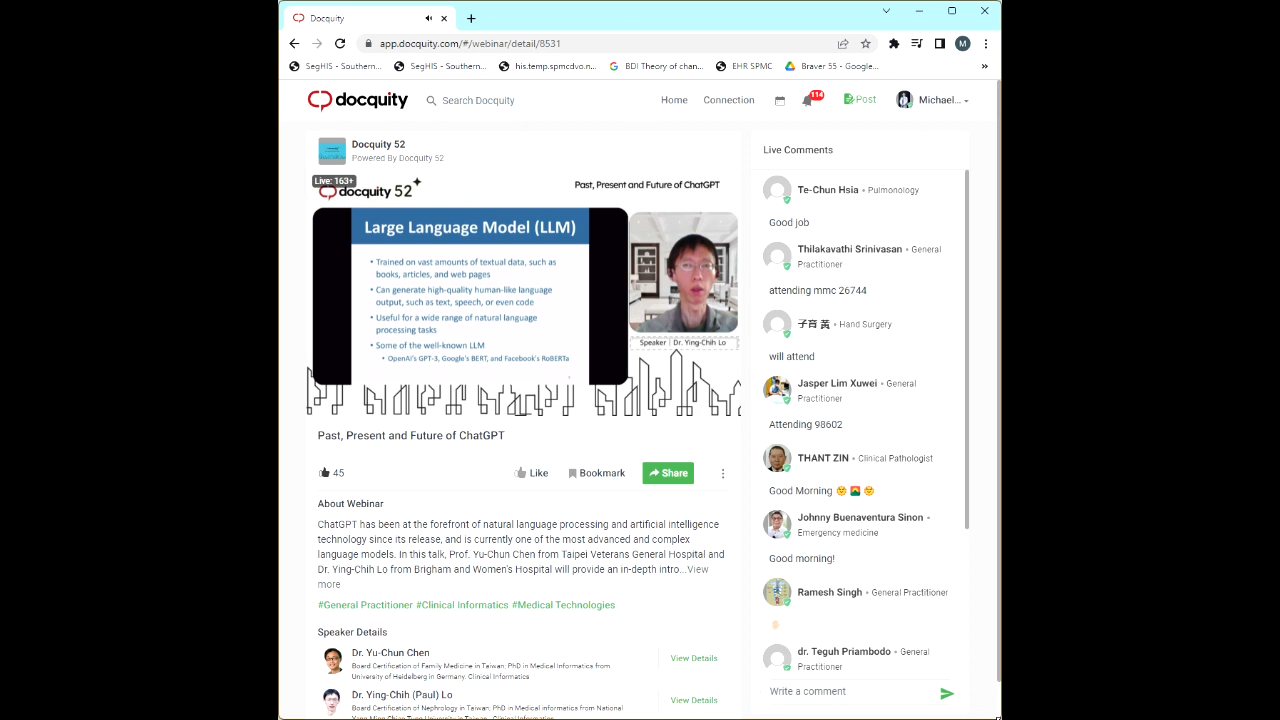 Docquity
app.docquity.com/#/webinar/detail/8531
M
SegHIS - Southern...
SegHIS - Southern...
his.temp.spmcdvo.n...
BDI Theory of chan...
EHR SPMC
Braver 55 - Google...
»
docquity
Search Docquity
Home
Connection
114
Post
Michael...
Docquity 52
Powered By Docquity 52
Live: 163+
docquity 52
Past, Present and Future of ChatGPT
Large Language Model (LLM)
• Trained on vast amounts of textual data, such as
books, articles, and web pages
• Can generate high-quality human-like language
output, such as text, speech, or even code
• Useful for a wide range of natural language
processing tasks
• Some of the well-known LLM
• OpenAI's GPT-3, Google's BERT, and Facebook's RoBERTa
Speaker | Dr. Ying-Chih Lo
Past, Present and Future of ChatGPT
45
Like
Bookmark
Share
About Webinar
ChatGPT has been at the forefront of natural language processing and artificial intelligence
technology since its release, and is currently one of the most advanced and complex
language models. In this talk, Prof. Yu-Chun Chen from Taipei Veterans General Hospital and
Dr. Ying-Chih Lo from Brigham and Women's Hospital will provide an in-depth intro...View
more
#General Practitioner #Clinical Informatics #Medical Technologies
Speaker Details
Dr. Yu-Chun Chen
Board Certification of Family Medicine in Taiwan; PhD in Medical Informatics from
University of Heidelberg in Germany. Clinical Informatics
View Details
Dr. Ying-Chih (Paul) Lo
Board Certification of Nephrology in Taiwan; PhD in Medical Informatics from National
Yang Ming Chiao Tung University in Taiwan. Clinical Informatics
View Details
Live Comments
Te-Chun Hsia • Pulmonology
Good job
Thilakavathi Srinivasan • General
Practitioner
attending mmc 26744
子育 黃 • Hand Surgery
will attend
Jasper Lim Xuwei • General
Practitioner
Attending 98602
THANT ZIN • Clinical Pathologist
Good Morning 🤗 🌄 🤗
Johnny Buenaventura Sinon •
Emergency medicine
Good morning!
Ramesh Singh • General Practitioner
dr. Teguh Priambodo • General
Practitioner
Write a comment